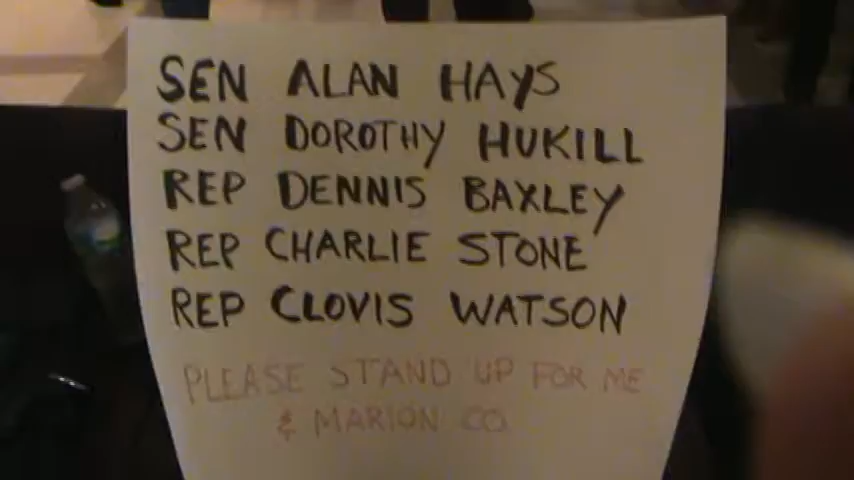 SEN ALAN HAYS
SEN DOROTHY HUKILL
REP DENNIS BAXLEY
REP CHARLIE STONE
REP CLOVIS WATSON
PLEASE STAND UP FOR ME
& MARION CO